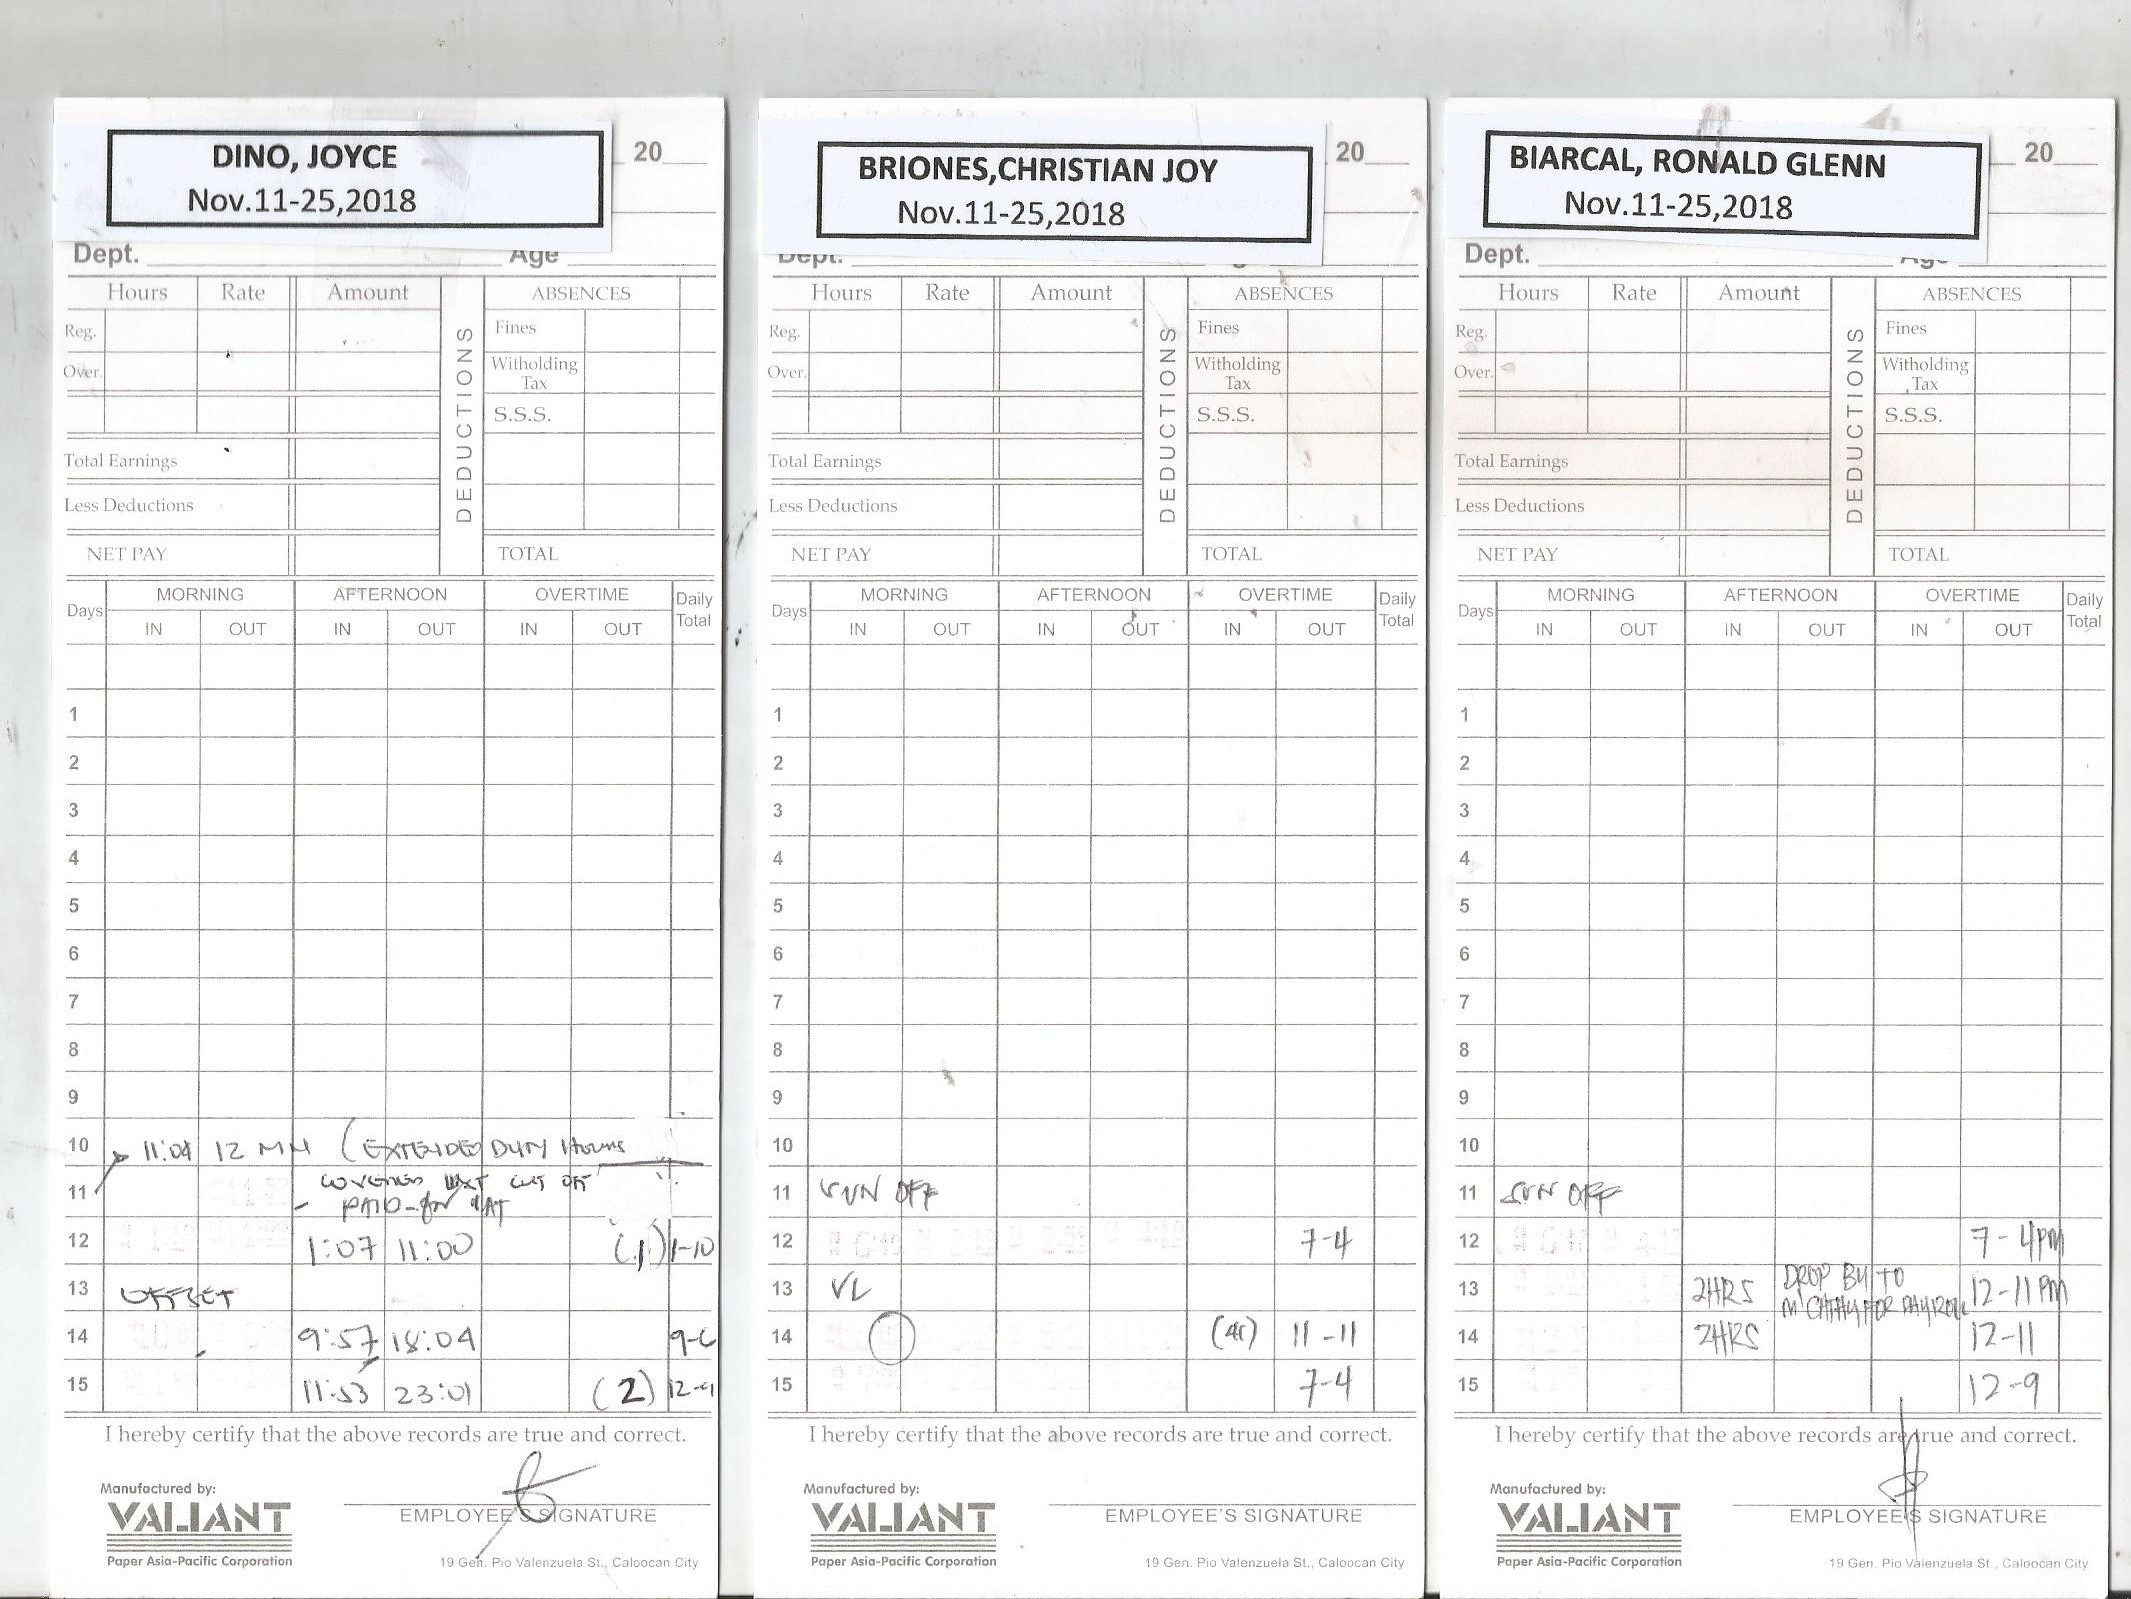 DINO, JOYCE
Nov.11-25,2018
20
Dept. Age
Hours Rate Amount DEDUCTIONS ABSENCES
Reg. Fines
Over. Witholding Tax
S.S.S.
Total Earnings
Less Deductions
NET PAY TOTAL
Days MORNING AFTERNOON OVERTIME Daily Total
IN OUT IN OUT IN OUT
1
2
3
4
5
6
7
8
9
10 11:04 12 MN (EXTENDED DUTY HOURS
11 COVERED NEXT CUT OFF
- PAID for
12 1:07 11:00 (1) 1-10
13 OFFSET
14 9:57 18:04 9-6
15 11:53 23:01 (2) 12-9
I hereby certify that the above records are true and correct.
Manufactured by:
VALIANT
EMPLOYEE'S SIGNATURE
Paper Asia-Pacific Corporation 19 Gen. Pio Valenzuela St., Caloocan City
BRIONES,CHRISTIAN JOY
Nov.11-25,2018
20
Dept.
Hours Rate Amount DEDUCTIONS ABSENCES
Reg. Fines
Over. Witholding Tax
S.S.S.
Total Earnings
Less Deductions
NET PAY TOTAL
Days MORNING AFTERNOON OVERTIME Daily Total
IN OUT IN OUT IN OUT
1
2
3
4
5
6
7
8
9
10
11 SUN OFF
12 7-4
13 VL
14 11-11
15 7-4
I hereby certify that the above records are true and correct.
Manufactured by:
VALIANT
EMPLOYEE'S SIGNATURE
Paper Asia-Pacific Corporation 19 Gen. Pio Valenzuela St., Caloocan City
BIARCAL, RONALD GLENN
Nov.11-25,2018
20
Dept. Age
Hours Rate Amount DEDUCTIONS ABSENCES
Reg. Fines
Over. Witholding Tax
S.S.S.
Total Earnings
Less Deductions
NET PAY TOTAL
Days MORNING AFTERNOON OVERTIME Daily Total
IN OUT IN OUT IN OUT
1
2
3
4
5
6
7
8
9
10
11 SUN OFF
12 7-4PM
13 2HRS DROP BY TO M'CATHY FOR PAYROLL 12-11PM
14 2HRS 12-11
15 12-9
I hereby certify that the above records are true and correct.
Manufactured by:
VALIANT
EMPLOYEE'S SIGNATURE
Paper Asia-Pacific Corporation 19 Gen. Pio Valenzuela St., Caloocan City